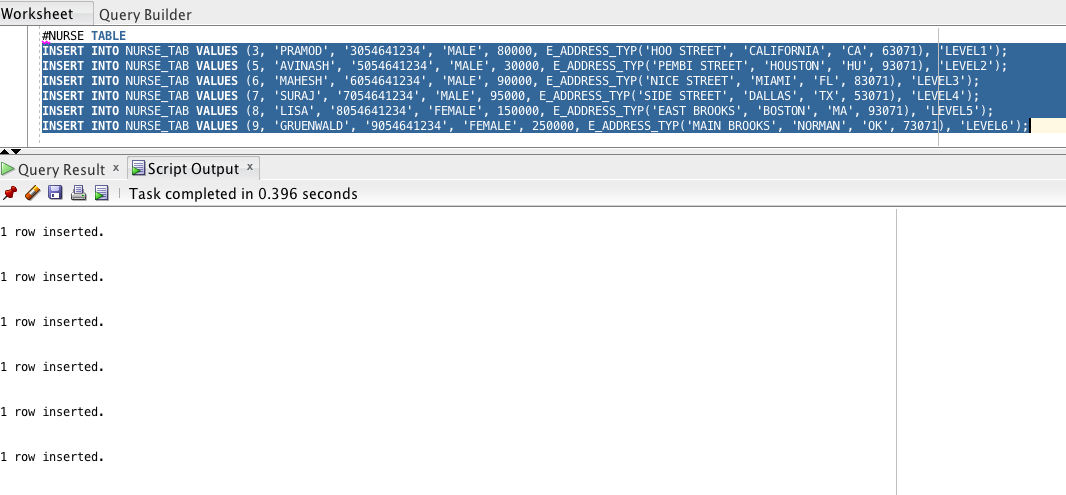 Worksheet Query Builder
#NURSE TABLE
INSERT INTO NURSE_TAB VALUES (3, 'PRAMOD', '3054641234', 'MALE', 80000, E_ADDRESS_TYP('HOO STREET', 'CALIFORNIA', 'CA', 63071), 'LEVEL1');
INSERT INTO NURSE_TAB VALUES (5, 'AVINASH', '5054641234', 'MALE', 30000, E_ADDRESS_TYP('PEMBI STREET', 'HOUSTON', 'HU', 93071), 'LEVEL2');
INSERT INTO NURSE_TAB VALUES (6, 'MAHESH', '6054641234', 'MALE', 90000, E_ADDRESS_TYP('NICE STREET', 'MIAMI', 'FL', 83071), 'LEVEL3');
INSERT INTO NURSE_TAB VALUES (7, 'SURAJ', '7054641234', 'MALE', 95000, E_ADDRESS_TYP('SIDE STREET', 'DALLAS', 'TX', 53071), 'LEVEL4');
INSERT INTO NURSE_TAB VALUES (8, 'LISA', '8054641234', 'FEMALE', 150000, E_ADDRESS_TYP('EAST BROOKS', 'BOSTON', 'MA', 93071), 'LEVEL5');
INSERT INTO NURSE_TAB VALUES (9, 'GRUENWALD', '9054641234', 'FEMALE', 250000, E_ADDRESS_TYP('MAIN BROOKS', 'NORMAN', 'OK', 73071), 'LEVEL6');
Query Result x Script Output x
Task completed in 0.396 seconds
1 row inserted.
1 row inserted.
1 row inserted.
1 row inserted.
1 row inserted.
1 row inserted.